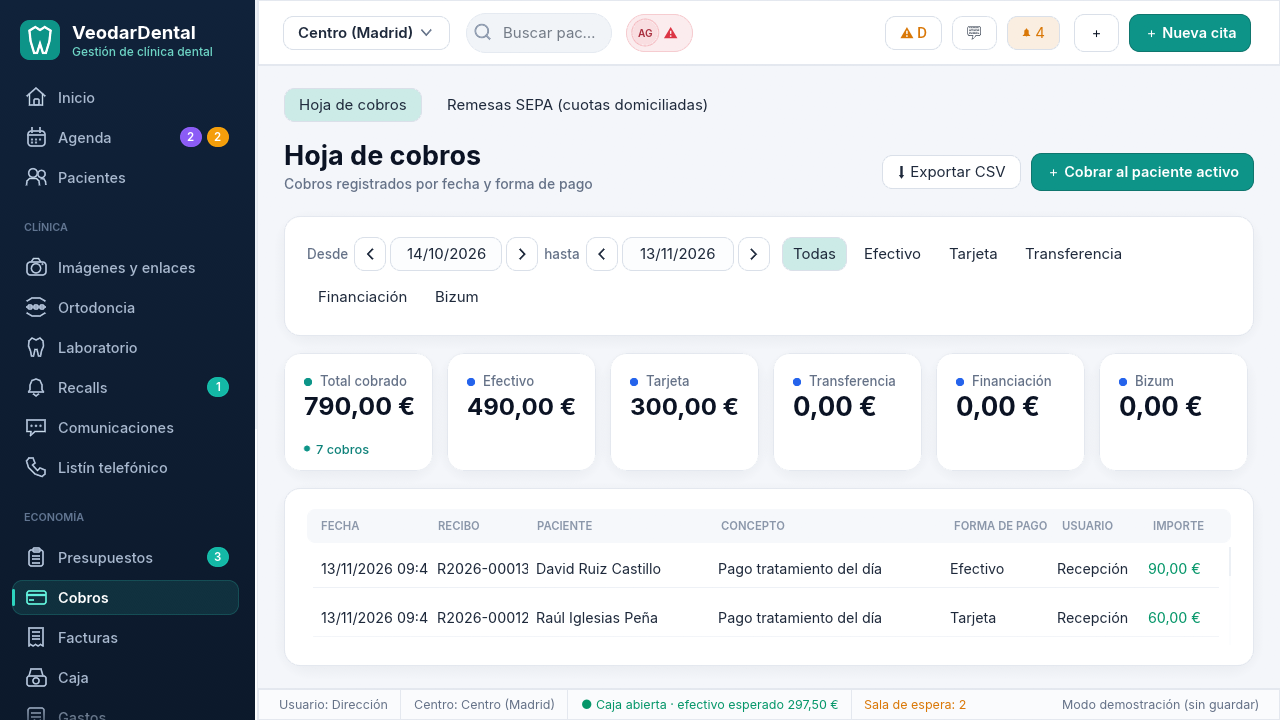 VeodarDental
Gestión de clínica dental
Inicio
Agenda 2 2
Pacientes
CLÍNICA
Imágenes y enlaces
Ortodoncia
Laboratorio
Recalls 1
Comunicaciones
Listín telefónico
ECONOMÍA
Presupuestos 3
Cobros
Facturas
Caja
Gastos
Centro (Madrid) Buscar pac... AG D 4 + + Nueva cita
Hoja de cobros Remesas SEPA (cuotas domiciliadas)
Hoja de cobros
Cobros registrados por fecha y forma de pago
Exportar CSV + Cobrar al paciente activo
Desde 14/10/2026 hasta 13/11/2026 Todas Efectivo Tarjeta Transferencia
Financiación Bizum
Total cobrado Efectivo Tarjeta Transferencia Financiación Bizum
790,00 € 490,00 € 300,00 € 0,00 € 0,00 € 0,00 €
7 cobros
FECHA RECIBO PACIENTE CONCEPTO FORMA DE PAGO USUARIO IMPORTE
13/11/2026 09:4 R2026-00013 David Ruiz Castillo Pago tratamiento del día Efectivo Recepción 90,00 €
13/11/2026 09:4 R2026-00012 Raúl Iglesias Peña Pago tratamiento del día Tarjeta Recepción 60,00 €
Usuario: Dirección Centro: Centro (Madrid) Caja abierta · efectivo esperado 297,50 € Sala de espera: 2 Modo demostración (sin guardar)